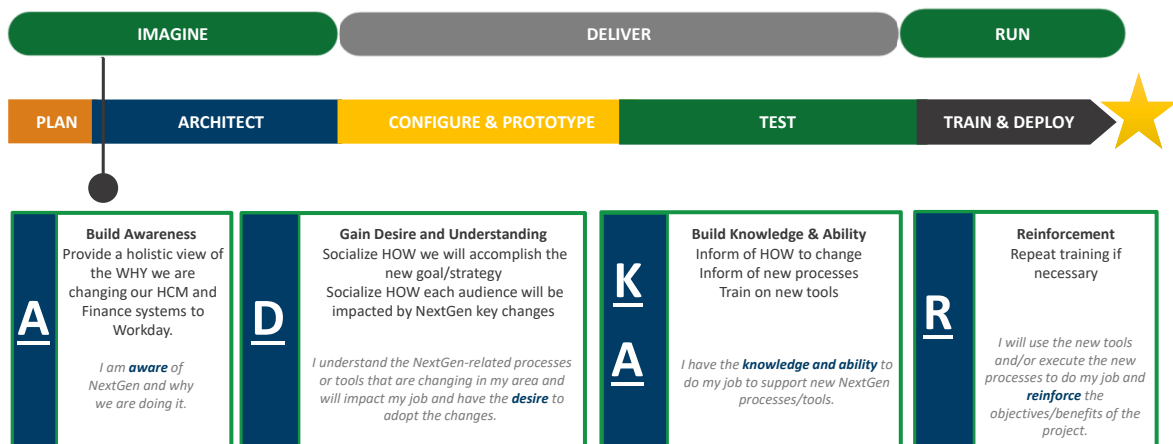 IMAGINE
DELIVER
RUN
PLAN
ARCHITECT
CONFIGURE & PROTOTYPE
TEST
TRAIN & DEPLOY
A
Build Awareness
Provide a holistic view of
the WHY we are
changing our HCM and
Finance systems to
Workday.
I am aware of
NextGen and why
we are doing it.
D
Gain Desire and Understanding
Socialize HOW we will accomplish the
new goal/strategy
Socialize HOW each audience will be
impacted by NextGen key changes
I understand the NextGen-related processes
or tools that are changing in my area and
will impact my job and have the desire to
adopt the changes.
K
A
Build Knowledge & Ability
Inform of HOW to change
Inform of new processes
Train on new tools
I have the knowledge and ability to
do my job to support new NextGen
processes/tools.
R
Reinforcement
Repeat training if
necessary
I will use the new tools
and/or execute the new
processes to do my job and
reinforce the
objectives/benefits of the
project.